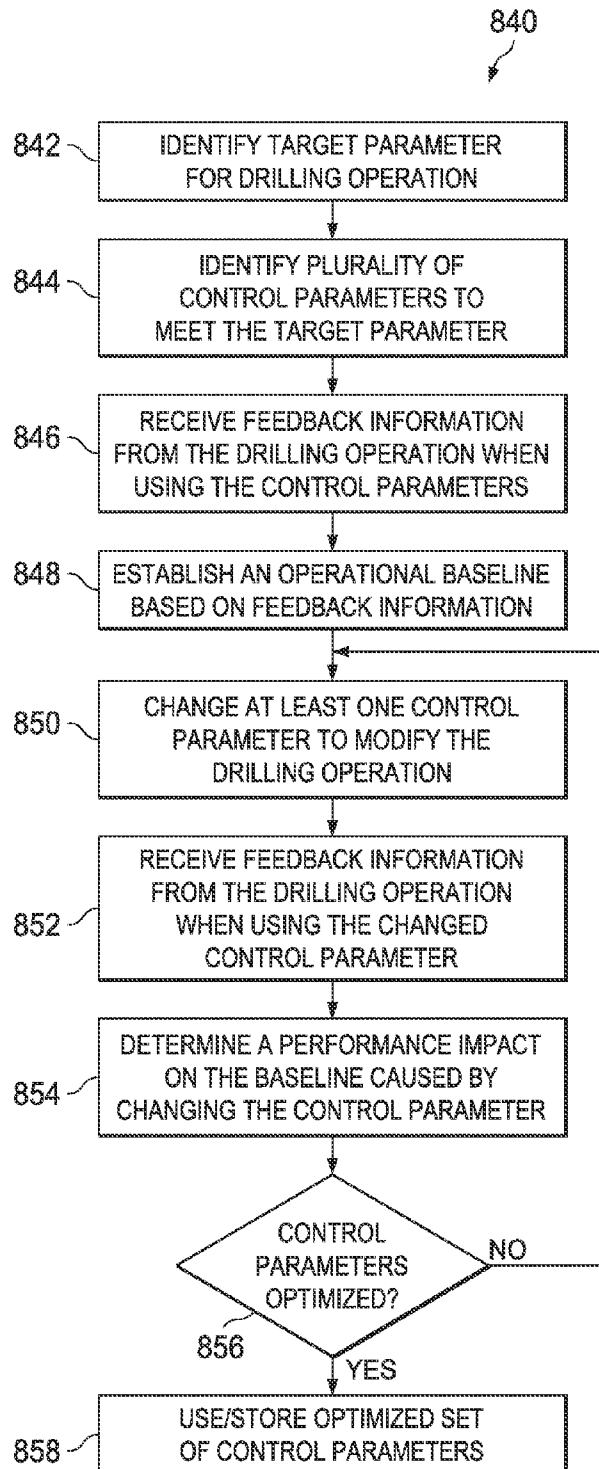 840
842
IDENTIFY TARGET PARAMETER
FOR DRILLING OPERATION
844
IDENTIFY PLURALITY OF
CONTROL PARAMETERS TO
MEET THE TARGET PARAMETER
846
RECEIVE FEEDBACK INFORMATION
FROM THE DRILLING OPERATION WHEN
USING THE CONTROL PARAMETERS
848
ESTABLISH AN OPERATIONAL BASELINE
BASED ON FEEDBACK INFORMATION
850
CHANGE AT LEAST ONE CONTROL
PARAMETER TO MODIFY THE
DRILLING OPERATION
852
RECEIVE FEEDBACK INFORMATION
FROM THE DRILLING OPERATION
WHEN USING THE CHANGED
CONTROL PARAMETER
854
DETERMINE A PERFORMANCE IMPACT
ON THE BASELINE CAUSED BY
CHANGING THE CONTROL PARAMETER
CONTROL
PARAMETERS
OPTIMIZED?
NO
856
YES
858
USE/STORE OPTIMIZED SET
OF CONTROL PARAMETERS